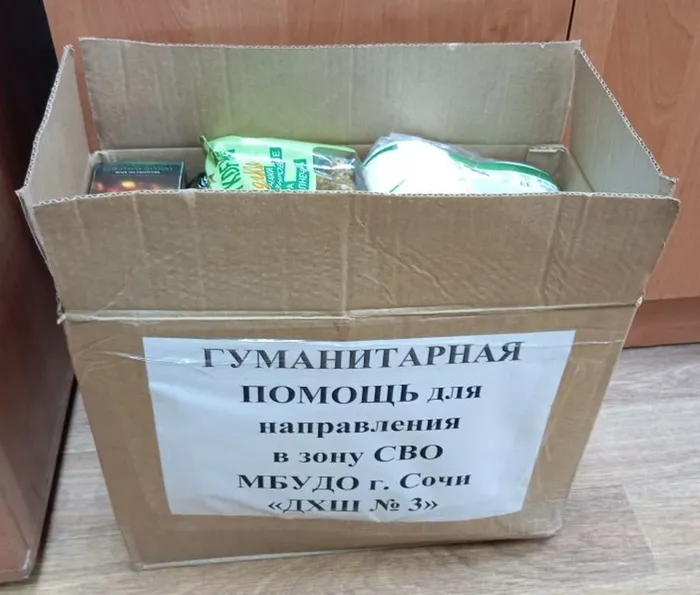 ГУМАНИТАРНАЯ
ПОМОЩЬ для
направления
в зону СВО
МБУДО г. Сочи
«ДХШ № 3»